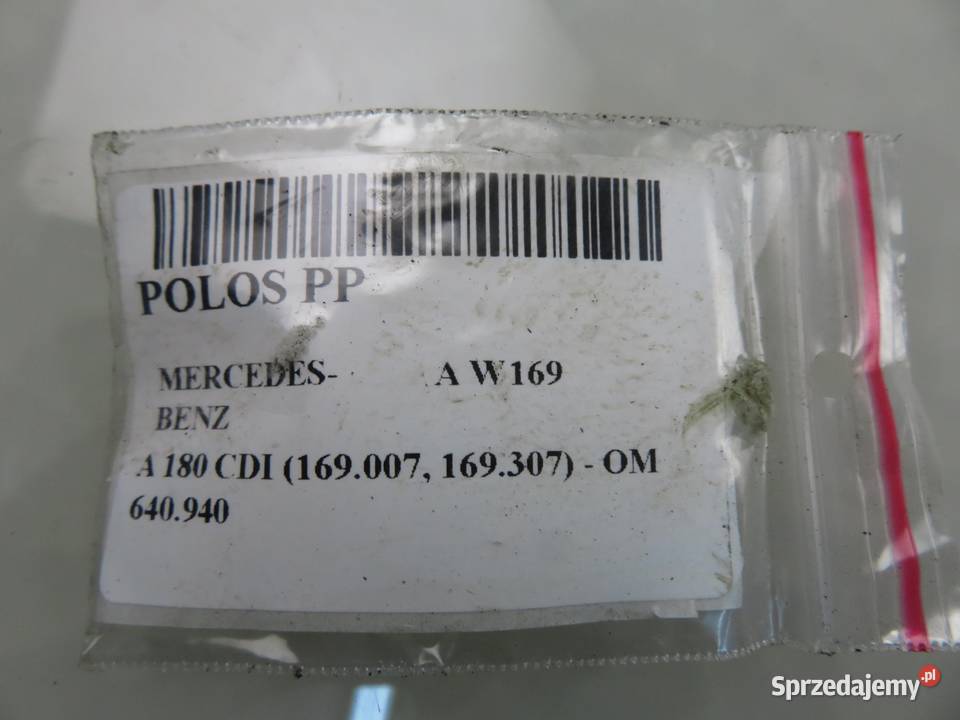 POLOS PP
MERCEDES- A W169
BENZ
A 180 CDI (169.007, 169.307) - OM
640.940
Sprzedajemy.pl